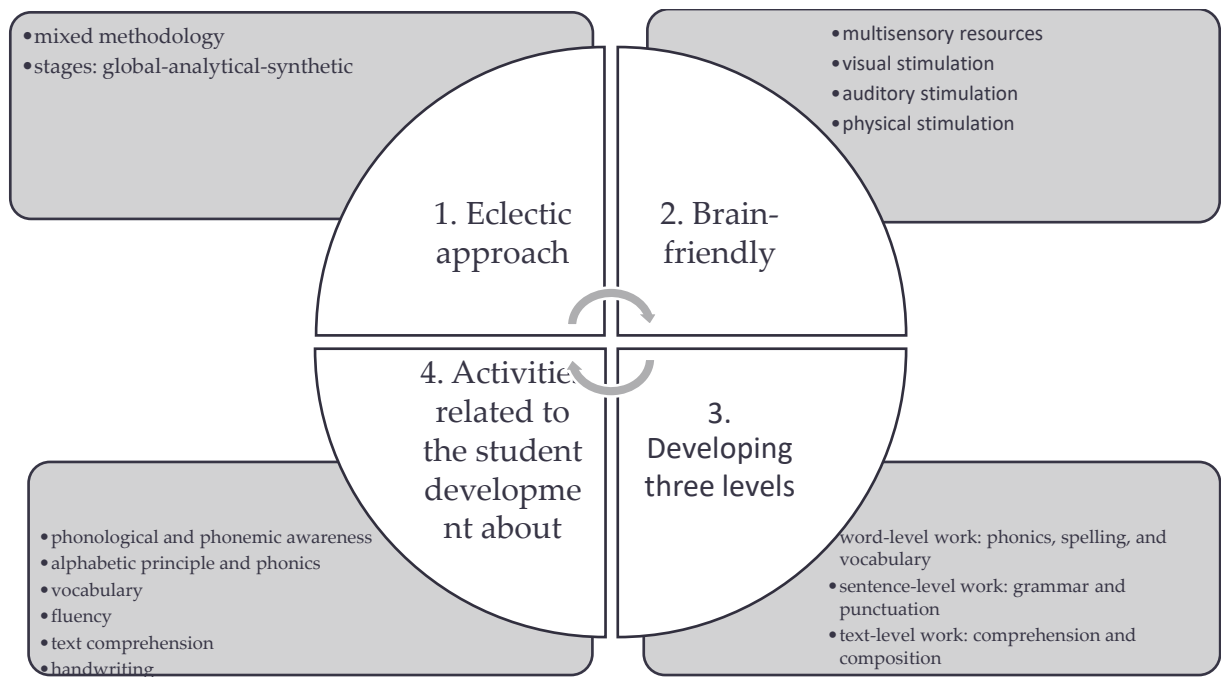 •mixed methodology
•stages: global-analytical-synthetic
1. Eclectic
approach
•multisensory resources
•visual stimulation
•auditory stimulation
•physical stimulation
2. Brain-
friendly
3.
Developing
three levels
word-level work: phonics, spelling, and
vocabulary
•sentence-level work: grammar and
punctuation
•text-level work: comprehension and
composition
4. Activities
related to
the student
developme
nt about
•phonological and phonemic awareness
•alphabetic principle and phonics
•vocabulary
•fluency
•text comprehension
•handwriting